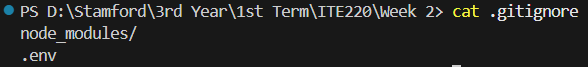 PS D:\Stamford\3rd Year\1st Term\ITE220\Week 2> cat .gitignore
node_modules/
.env